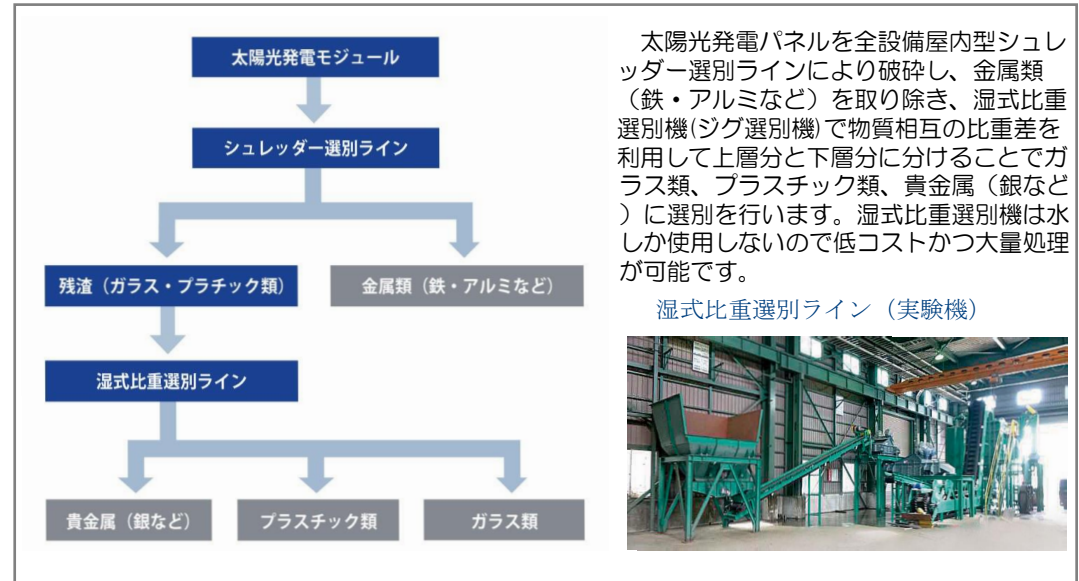 太陽光発電モジュール
シュレッダー選別ライン
残渣（ガラス・プラチック類）
金属類（鉄・アルミなど）
湿式比重選別ライン
貴金属（銀など）
プラスチック類
ガラス類
太陽光発電パネルを全設備屋内型シュレ
ッダー選別ラインにより破砕し、金属類
（鉄・アルミなど）を取り除き、湿式比重
選別機(ジグ選別機)で物質相互の比重差を
利用して上層分と下層分に分けることでガ
ラス類、プラスチック類、貴金属（銀など
）に選別を行います。湿式比重選別機は水
しか使用しないので低コストかつ大量処理
が可能です。
湿式比重選別ライン（実験機）